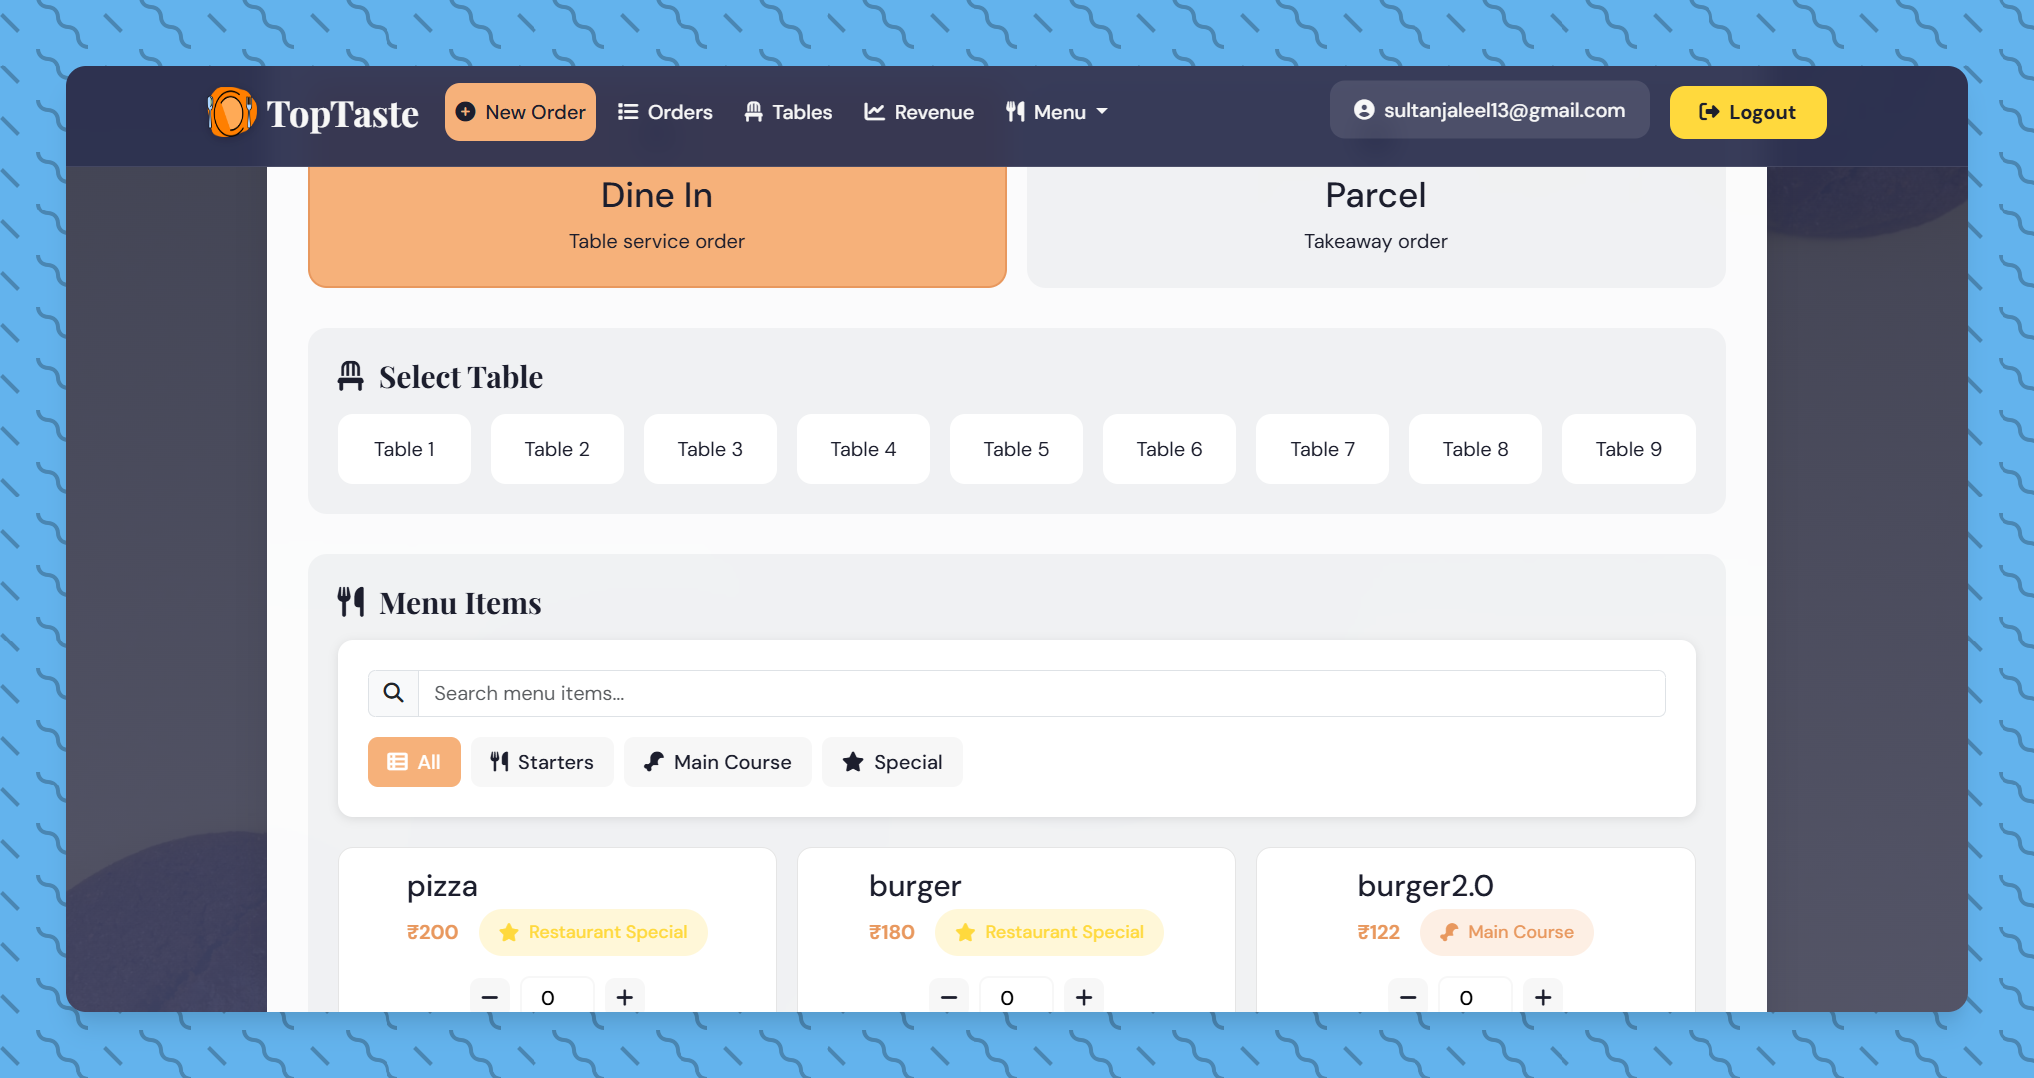 TopTaste New Order Orders Tables Revenue Menu sultanjaleel13@gmail.com Logout
Dine In
Table service order
Parcel
Takeaway order
Select Table
Table 1 Table 2 Table 3 Table 4 Table 5 Table 6 Table 7 Table 8 Table 9
Menu Items
Search menu items...
All Starters Main Course Special
pizza
₹200 Restaurant Special
0
burger
₹180 Restaurant Special
0
burger2.0
₹122 Main Course
0